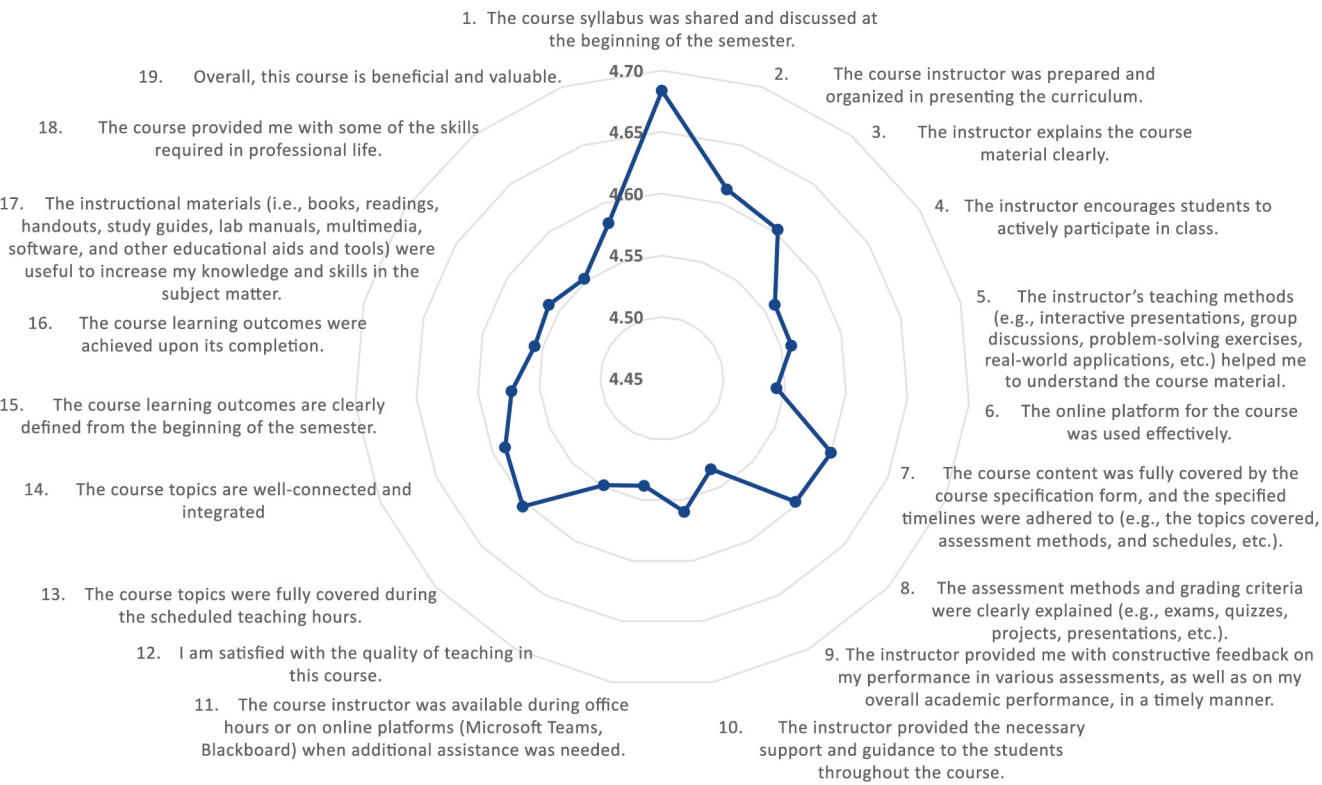 1. The course syllabus was shared and discussed at
the beginning of the semester.
2. The course instructor was prepared and
organized in presenting the curriculum.
3. The instructor explains the course
material clearly.
4. The instructor encourages students to
actively participate in class.
5. The instructor’s teaching methods
(e.g., interactive presentations, group
discussions, problem-solving exercises,
real-world applications, etc.) helped me
to understand the course material.
6. The online platform for the course
was used effectively.
7. The course content was fully covered by the
course specification form, and the specified
timelines were adhered to (e.g., the topics covered,
assessment methods, and schedules, etc.).
8. The assessment methods and grading criteria
were clearly explained (e.g., exams, quizzes,
projects, presentations, etc.).
9. The instructor provided me with constructive feedback on
my performance in various assessments, as well as on my
overall academic performance, in a timely manner.
10. The instructor provided the necessary
support and guidance to the students
throughout the course.
11. The course instructor was available during office
hours or on online platforms (Microsoft Teams,
Blackboard) when additional assistance was needed.
12. I am satisfied with the quality of teaching in
this course.
13. The course topics were fully covered during
the scheduled teaching hours.
14. The course topics are well-connected and
integrated
15. The course learning outcomes are clearly
defined from the beginning of the semester.
16. The course learning outcomes were
achieved upon its completion.
17. The instructional materials (i.e., books, readings,
handouts, study guides, lab manuals, multimedia,
software, and other educational aids and tools) were
useful to increase my knowledge and skills in the
subject matter.
18. The course provided me with some of the skills
required in professional life.
19. Overall, this course is beneficial and valuable.
4.70
4.65
4.60
4.55
4.50
4.45